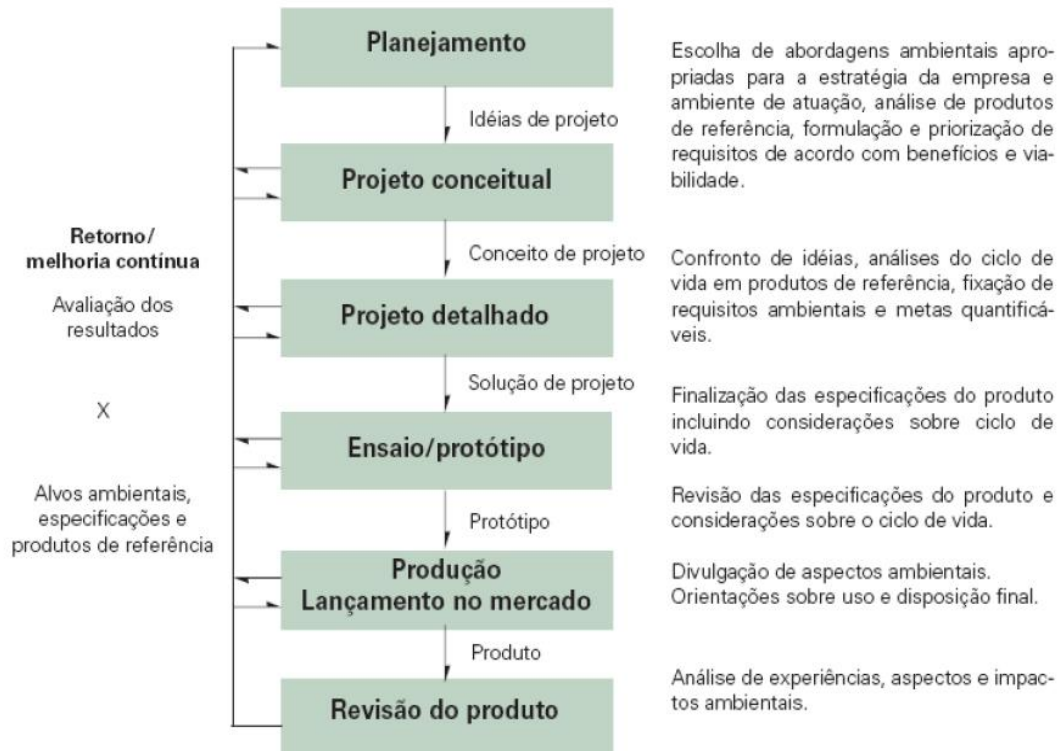 Planejamento
Escolha de abordagens ambientais apro-
priadas para a estratégia da empresa e
ambiente de atuação, análise de produtos
de referência, formulação e priorização de
requisitos de acordo com benefícios e via-
bilidade.
Idéias de projeto
Projeto conceitual
Retorno/
melhoria contínua
Avaliação dos
resultados
X
Alvos ambientais,
especificações e
produtos de referência
Conceito de projeto
Confronto de idéias, análises do ciclo de
vida em produtos de referência, fixação de
requisitos ambientais e metas quantificá-
veis.
Projeto detalhado
Solução de projeto
Finalização das especificações do produto
incluindo considerações sobre ciclo de
vida.
Ensaio/protótipo
Revisão das especificações do produto e
considerações sobre o ciclo de vida.
Protótipo
Produção
Lançamento no mercado
Divulgação de aspectos ambientais.
Orientações sobre uso e disposição final.
Produto
Revisão do produto
Análise de experiências, aspectos e impac-
tos ambientais.